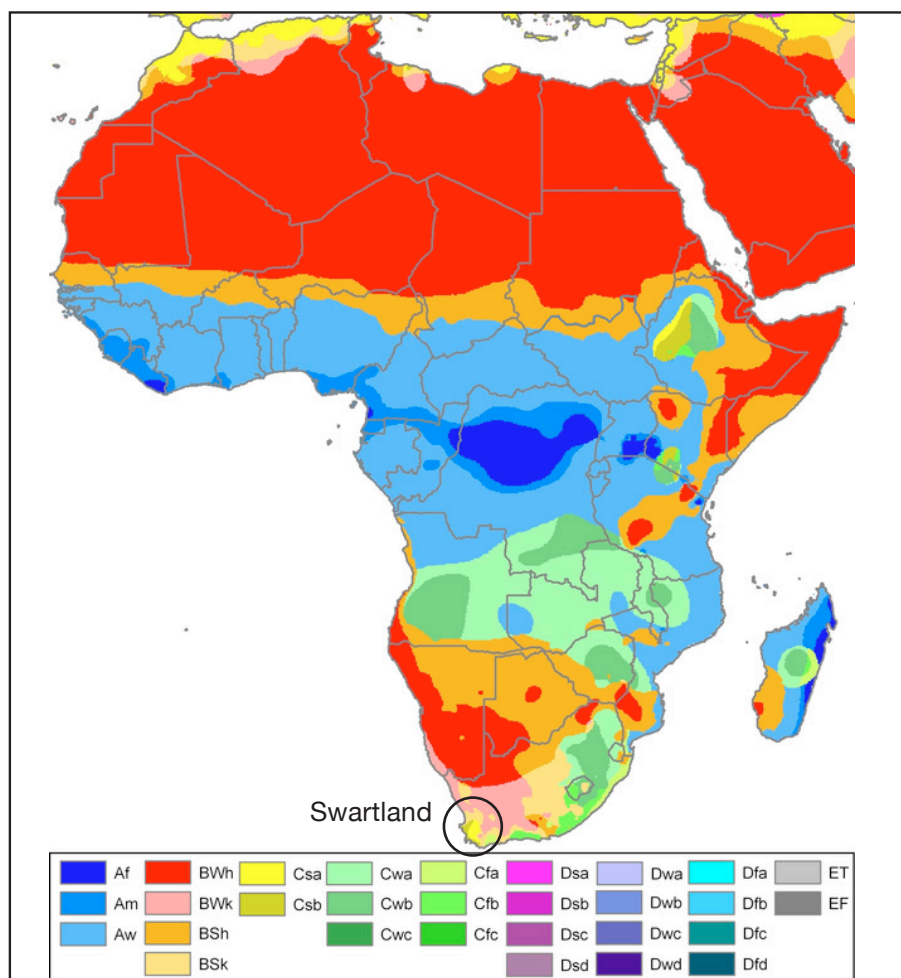 Swartland
Af BWh Csa Cwa Cfa Dsa Dwa Dfa ET
Am BWk Csb Cwb Cfb Dsb Dwb Dfb EF
Aw BSh Cwc Cfc Dsc Dwc Dfc
BSk Dsd Dwd Dfd